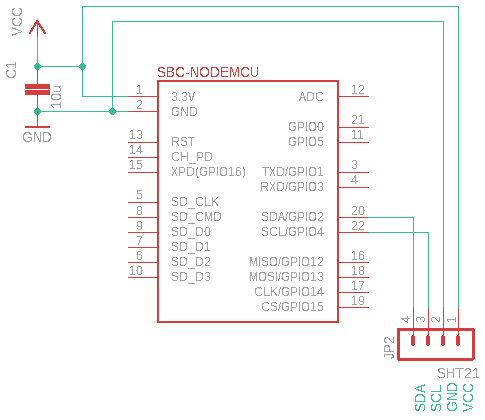 VCC
C1
10u
GND
SBC-NODEMCU
1 3.3V ADC 12
2 GND
GPIO0 21
13 RST GPIO5 11
14 CH_PD
15 XPD(GPIO16) TXD/GPIO1 3
RXD/GPIO3 4
5 SD_CLK
8 SD_CMD SDA/GPIO2 20
9 SD_D0 SCL/GPIO4 22
7 SD_D1
6 SD_D2 MISO/GPIO12 16
10 SD_D3 MOSI/GPIO13 18
CLK/GPIO14 17
CS/GPIO15 19
4 3 2 1
JP2
SHT21
SDA
SCL
GND
VCC